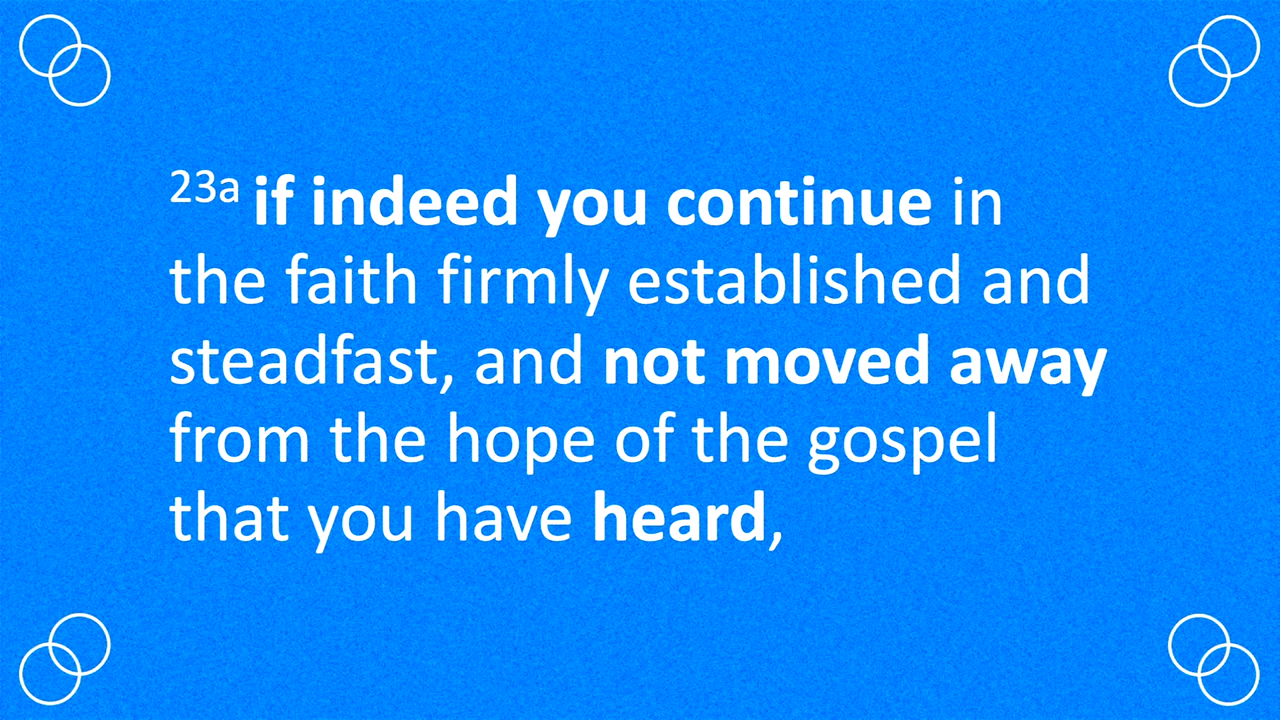 23a if indeed you continue in
the faith firmly established and
steadfast, and not moved away
from the hope of the gospel
that you have heard,